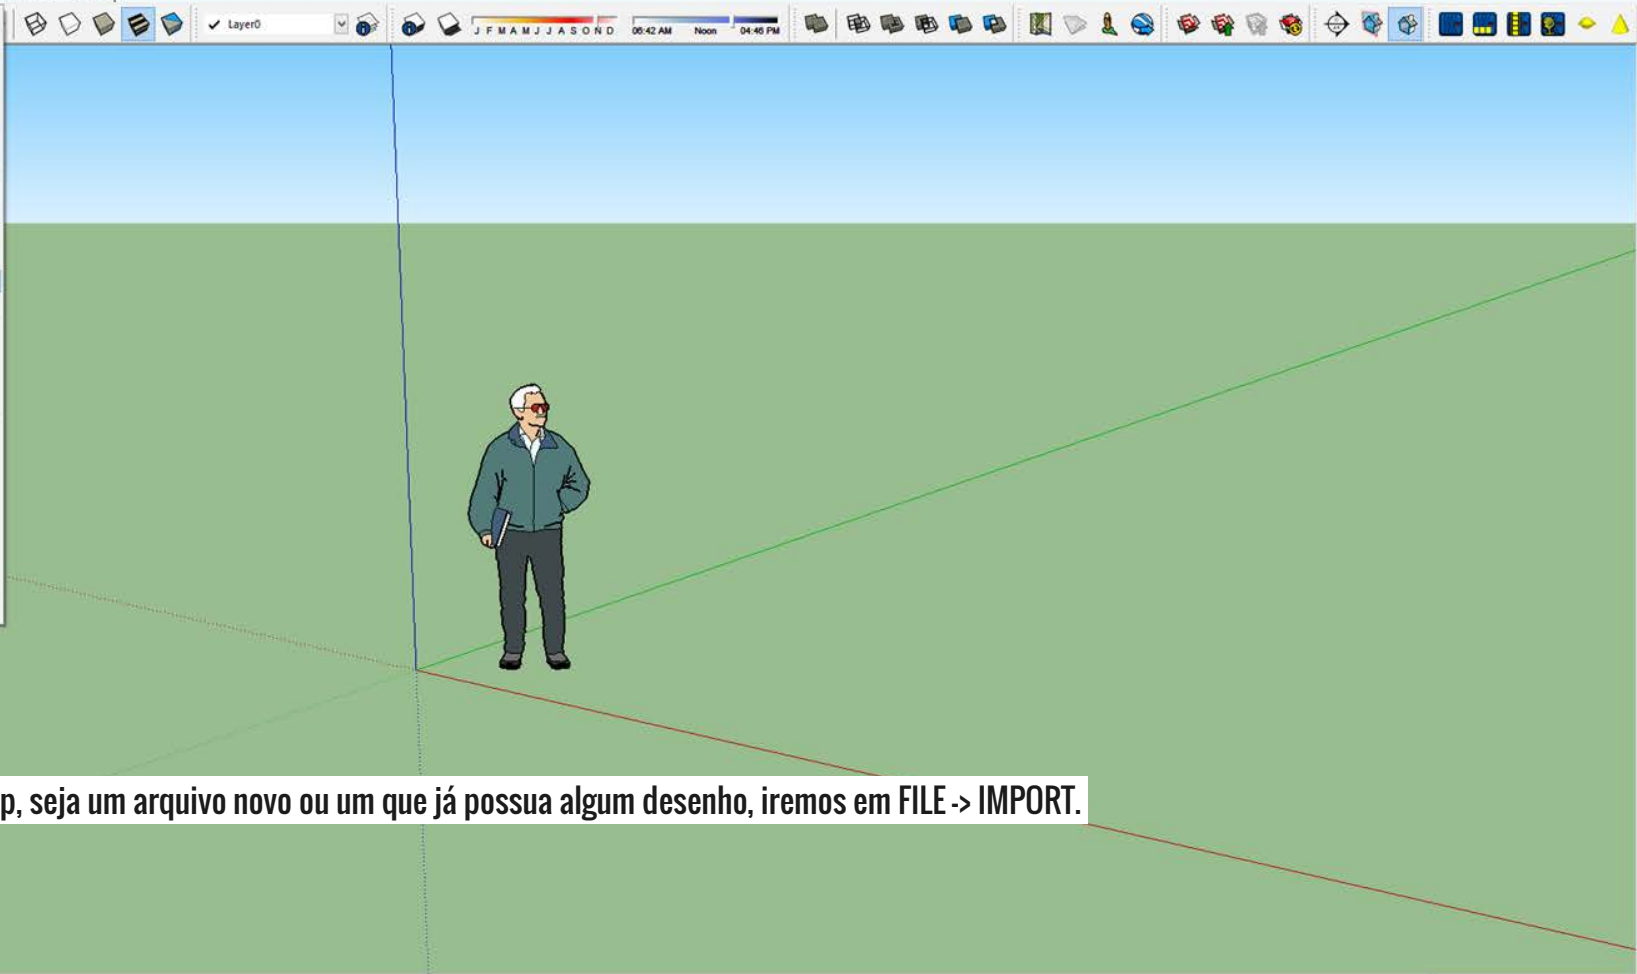 Layer0
J F M A M J J A S O N D 06:42 AM Noon 04:46 PM
p, seja um arquivo novo ou um que já possua algum desenho, iremos em FILE -> IMPORT.